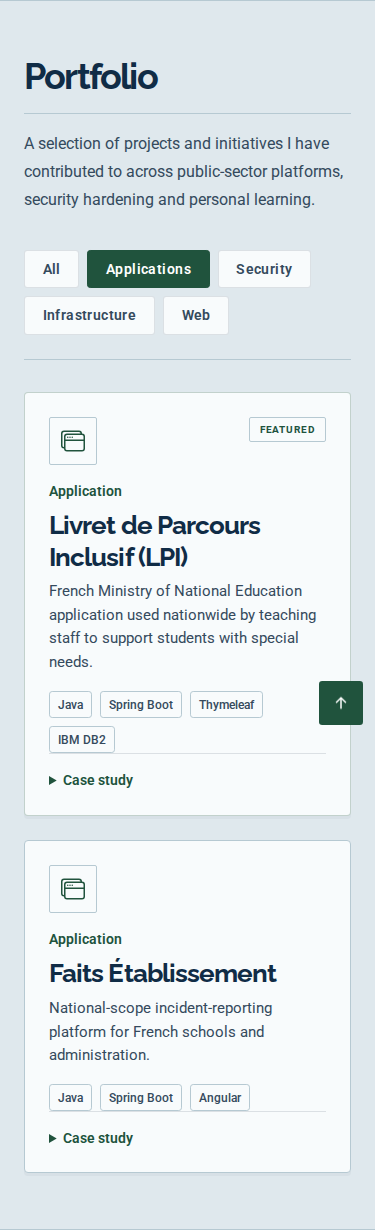 Portfolio
A selection of projects and initiatives I have
contributed to across public-sector platforms,
security hardening and personal learning.
All
Applications
Security
Infrastructure
Web
FEATURED
Application
Livret de Parcours
Inclusif (LPI)
French Ministry of National Education
application used nationwide by teaching
staff to support students with special
needs.
Java
Spring Boot
Thymeleaf
IBM DB2
Case study
Application
Faits Établissement
National-scope incident-reporting
platform for French schools and
administration.
Java
Spring Boot
Angular
Case study